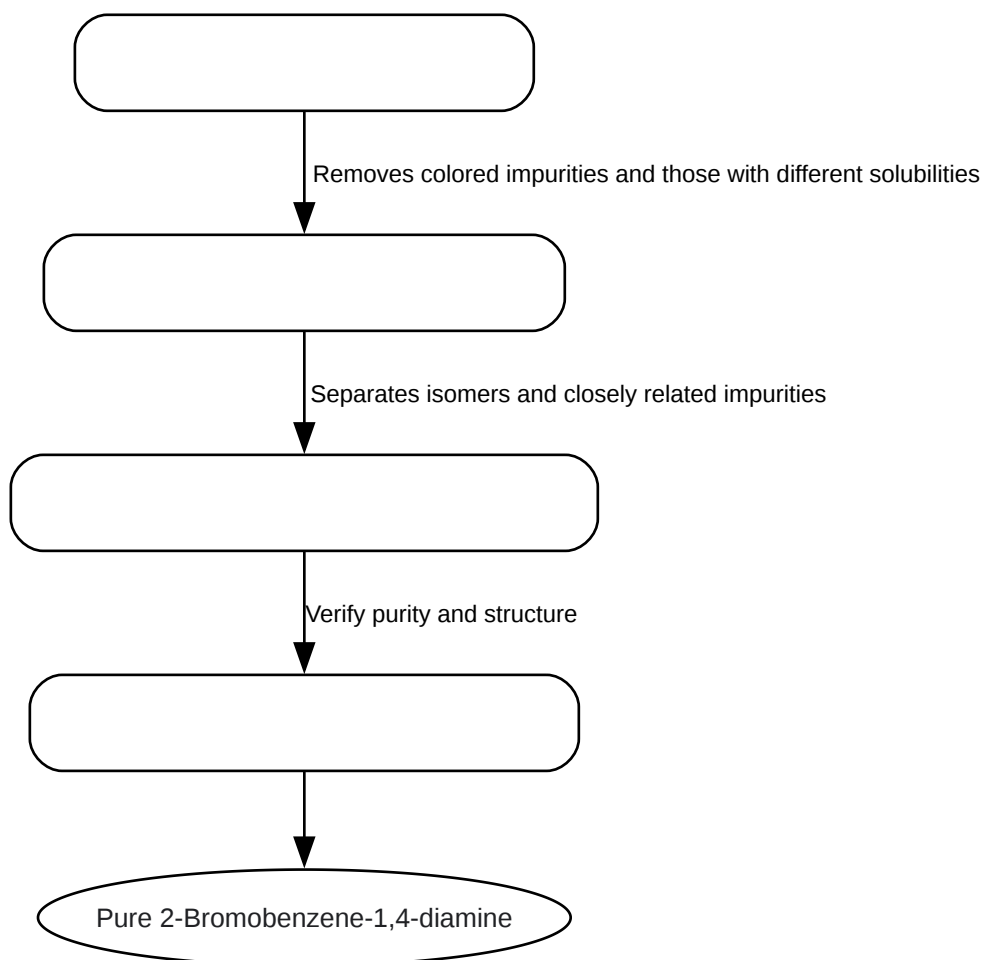 Removes colored impurities and those with different solubilities
Separates isomers and closely related impurities
Verify purity and structure
Pure 2-Bromobenzene-1,4-diamine